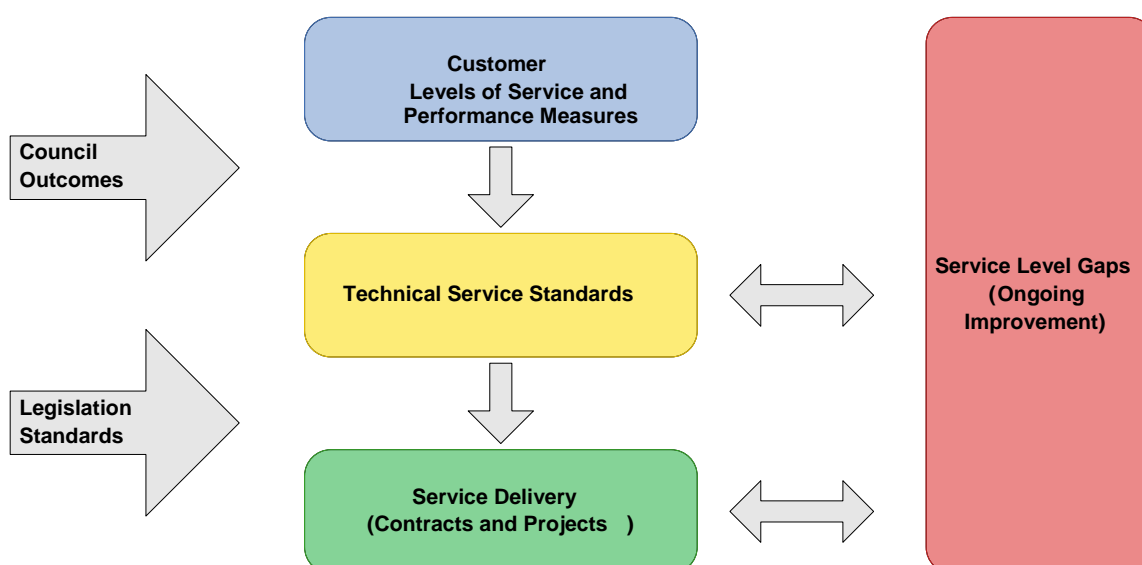 Customer
Levels of Service and
Performance Measures
Council
Outcomes
Technical Service Standards
Service Level Gaps
(Ongoing
Improvement)
Legislation
Standards
Service Delivery
(Contracts and Projects )